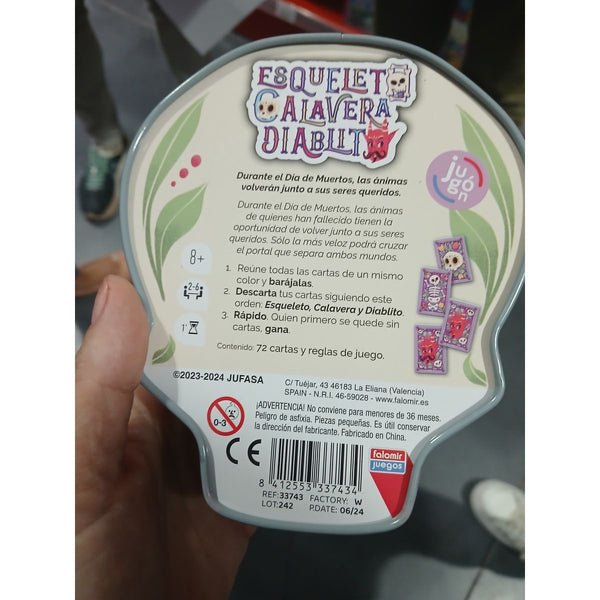 ESQUELETO
CALAVERA
DIABLITO
Durante el Día de Muertos, las ánimas
volverán junto a sus seres queridos.
juegón
Durante el Día de Muertos, las ánimas
de quienes han fallecido tienen la
oportunidad de volver junto a sus seres
queridos. Sólo la más veloz podrá cruzar
el portal que separa ambos mundos.
8+
2-6
1'
1. Reúne todas las cartas de un mismo
color y barájalas.
2. Descarta tus cartas siguiendo este
orden: Esqueleto, Calavera y Diablito.
3. Rápido. Quien primero se quede sin
cartas, gana.
Contenido: 72 cartas y reglas de juego.
©2023-2024 JUFASA
C/ Tuéjar, 43 46183 La Eliana (Valencia)
SPAIN - N.R.I. 46-59028 - www.falomir.es
0-3
¡ADVERTENCIA! No conviene para menores de 36 meses.
Peligro de asfixia. Piezas pequeñas. Es útil conservar
la dirección del fabricante. Fabricado en China.
CE
falomir
juegos
8 412553 337434
REF:33743 FACTORY: W
LOT:242 P.DATE: 06/24